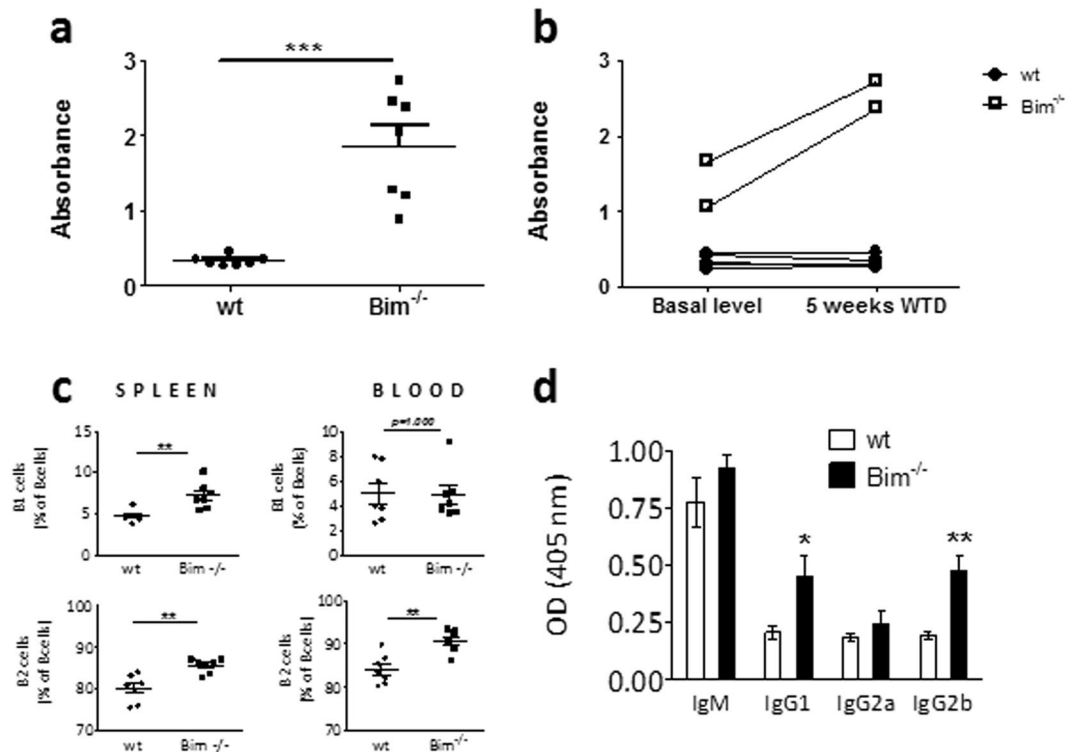 a
***
3
2
1
0
Absorbance
wt
Bim-/-
b
3
2
1
0
Absorbance
Basal level
5 weeks WTD
wt
Bim-/-
c
SPLEEN
BLOOD
15
10
5
0
B1 cells
[% of Bcells]
**
wt
Bim -/-
10
8
6
4
2
0
B1 cells
(% of Bcells)
p=1.000
wt
Bim -/-
100
90
80
70
B2 cells
[% of Bcells]
**
wt
Bim -/-
100
90
80
70
B2 cells
[% of Bcells]
**
wt
Bim-/-
d
wt
Bim-/-
1.00
0.75
0.50
0.25
0.00
OD (405 nm)
*
**
IgM
IgG1
IgG2a
IgG2b